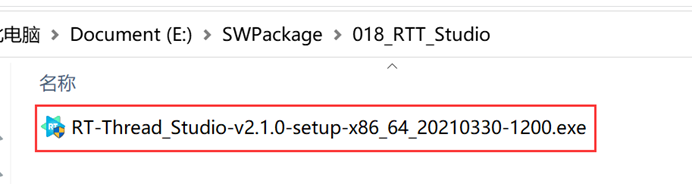 电脑 > Document (E:) > SWPackage > 018_RTT_Studio
名称
RT-Thread_Studio-v2.1.0-setup-x86_64_20210330-1200.exe